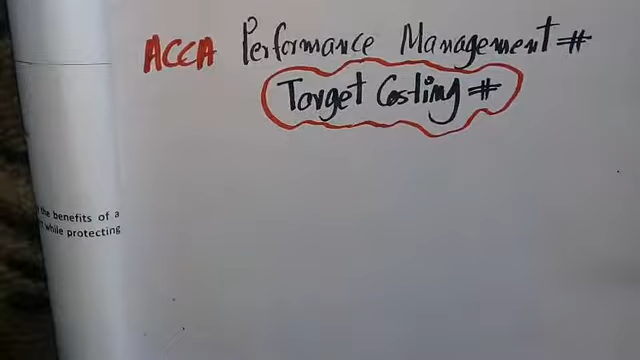 ACCA Performance Management #
Target Costing #
the benefits of a
while protecting